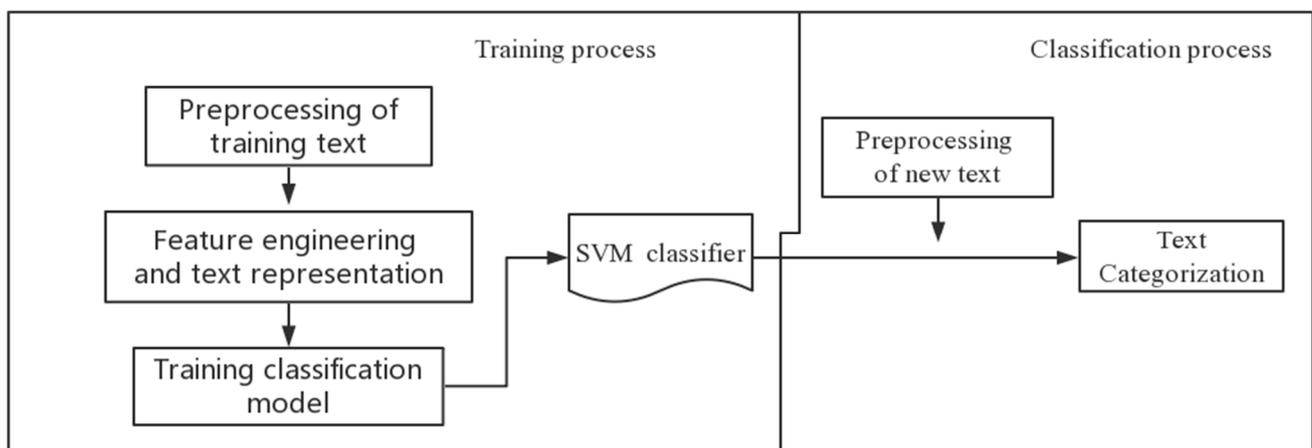 Training process
Classification process
Preprocessing of
training text
Feature engineering
and text representation
Training classification
model
SVM classifier
Preprocessing
of new text
Text
Categorization